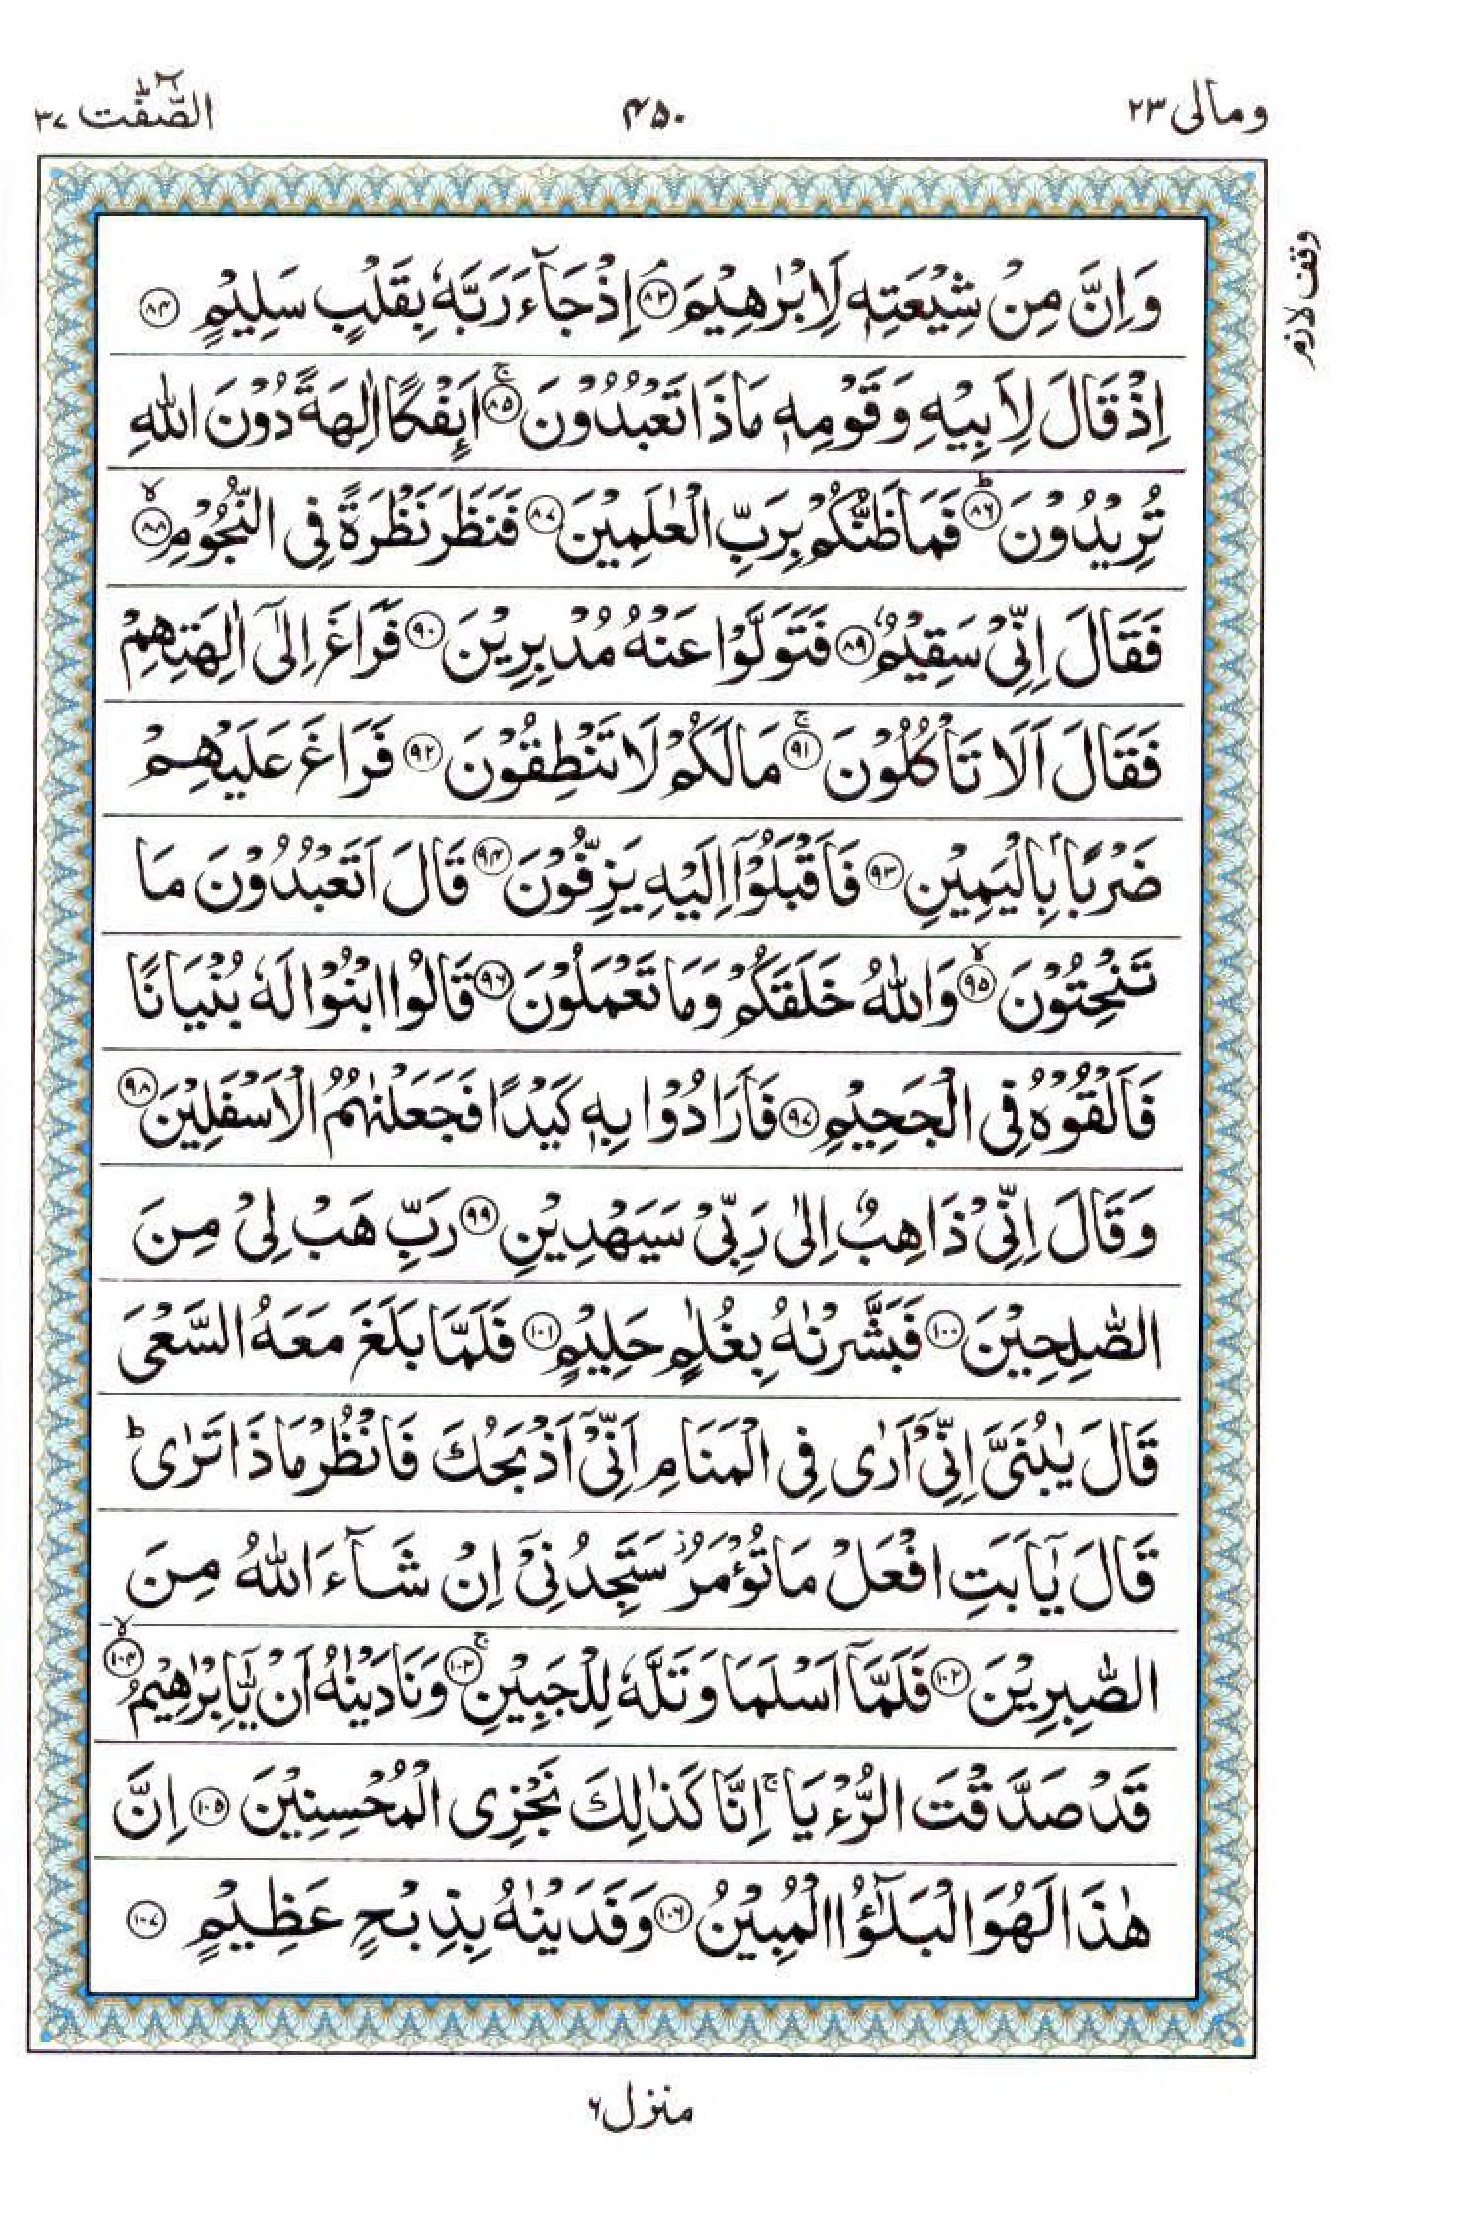 ومالی ۲۳
۴۵۰
الصّٰٓفّٰت ۳۷
وقف لازم
وَاِنَّ مِنْ شِيْعَتِهٖ لَاِبْرٰهِيْمَ ۘ﴿۸۳﴾ اِذْ جَآءَ رَبَّهٗ بِقَلْبٍ سَلِيْمٍ ﴿۸۴﴾
اِذْ قَالَ لِاَبِيْهِ وَقَوْمِهٖ مَاذَا تَعْبُدُوْنَ ۚ﴿۸۵﴾ اَىِٕفْكًا اٰلِهَةً دُوْنَ اللّٰهِ
تُرِيْدُوْنَ ؕ﴿۸۶﴾ فَمَا ظَنُّكُمْ بِرَبِّ الْعٰلَمِيْنَ ﴿۸۷﴾ فَنَظَرَ نَظْرَةً فِى النُّجُوْمِ ۙ﴿۸۸﴾
فَقَالَ اِنِّىْ سَقِيْمٌ ﴿۸۹﴾ فَتَوَلَّوْا عَنْهُ مُدْبِرِيْنَ ﴿۹۰﴾ فَرَاغَ اِلٰٓى اٰلِهَتِهِمْ
فَقَالَ اَلَا تَاْكُلُوْنَ ۚ﴿۹۱﴾ مَا لَكُمْ لَا تَنْطِقُوْنَ ﴿۹۲﴾ فَرَاغَ عَلَيْهِمْ
ضَرْبًۢا بِالْيَمِيْنِ ﴿۹۳﴾ فَاَقْبَلُوْٓا اِلَيْهِ يَزِفُّوْنَ ﴿۹۴﴾ قَالَ اَتَعْبُدُوْنَ مَا
تَنْحِتُوْنَ ۙ﴿۹۵﴾ وَاللّٰهُ خَلَقَكُمْ وَمَا تَعْمَلُوْنَ ﴿۹۶﴾ قَالُوا ابْنُوْا لَهٗ بُنْيَانًا
فَاَلْقُوْهُ فِى الْجَحِيْمِ ﴿۹۷﴾ فَاَرَادُوْا بِهٖ كَيْدًا فَجَعَلْنٰهُمُ الْاَسْفَلِيْنَ ﴿۹۸﴾
وَقَالَ اِنِّىْ ذَاهِبٌ اِلٰى رَبِّىْ سَيَهْدِيْنِ ﴿۹۹﴾ رَبِّ هَبْ لِىْ مِنَ
الصّٰلِحِيْنَ ﴿۱۰۰﴾ فَبَشَّرْنٰهُ بِغُلٰمٍ حَلِيْمٍ ﴿۱۰۱﴾ فَلَمَّا بَلَغَ مَعَهُ السَّعْىَ
قَالَ يٰبُنَىَّ اِنِّىْٓ اَرٰى فِى الْمَنَامِ اَنِّىْٓ اَذْبَحُكَ فَانْظُرْ مَاذَا تَرٰى ؕ
قَالَ يٰٓاَبَتِ افْعَلْ مَا تُؤْمَرُ ؗ سَتَجِدُنِىْٓ اِنْ شَآءَ اللّٰهُ مِنَ
الصّٰبِرِيْنَ ﴿۱۰۲﴾ فَلَمَّآ اَسْلَمَا وَتَلَّهٗ لِلْجَبِيْنِ ۚ﴿۱۰۳﴾ وَنَادَيْنٰهُ اَنْ يّٰٓاِبْرٰهِيْمُ ۙ﴿۱۰۴﴾
قَدْ صَدَّقْتَ الرُّءْيَا ۚ اِنَّا كَذٰلِكَ نَجْزِى الْمُحْسِنِيْنَ ﴿۱۰۵﴾ اِنَّ
هٰذَا لَهُوَ الْبَلٰٓؤُا الْمُبِيْنُ ﴿۱۰۶﴾ وَفَدَيْنٰهُ بِذِبْحٍ عَظِيْمٍ ﴿۱۰۷﴾
منزل ۶